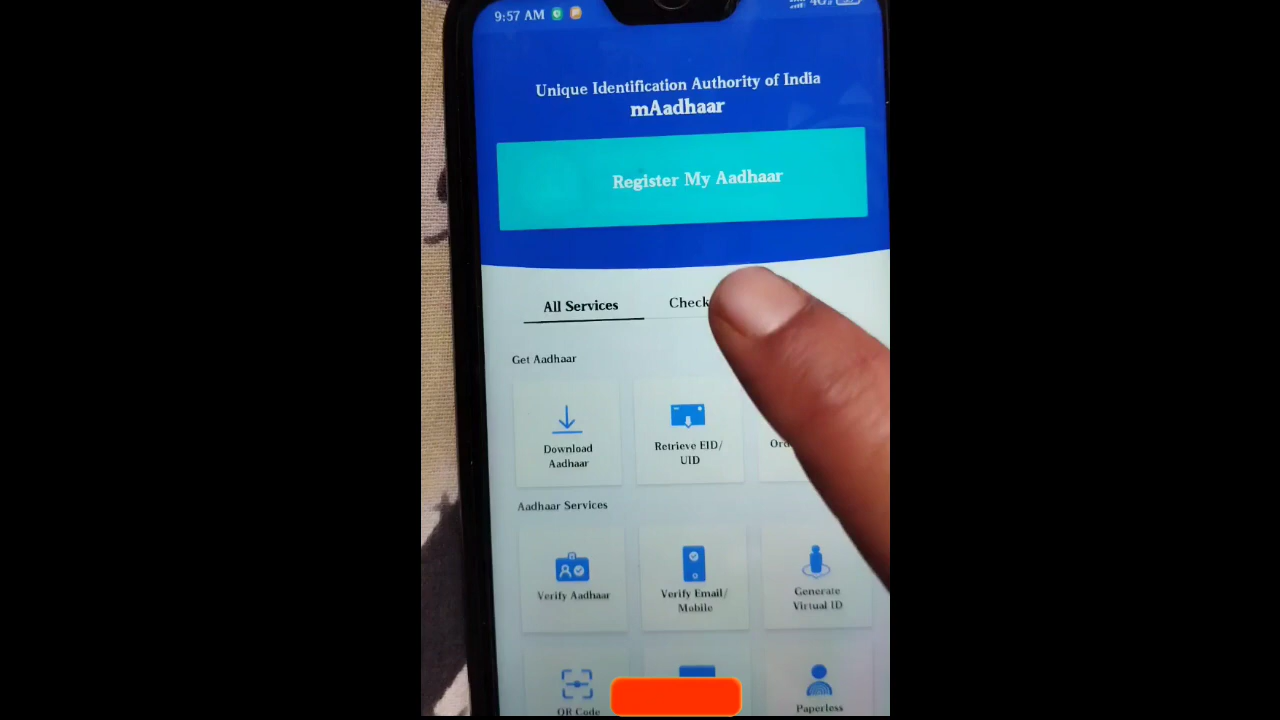 9:57 AM
4G
Unique Identification Authority of India
mAadhaar
Register My Aadhaar
All Services
Check
Get Aadhaar
Download
Aadhaar
Retrieve EID/
UID
Aadhaar Services
Verify Aadhaar
Verify Email/
Mobile
Generate
Virtual ID
QR Code
Paperless